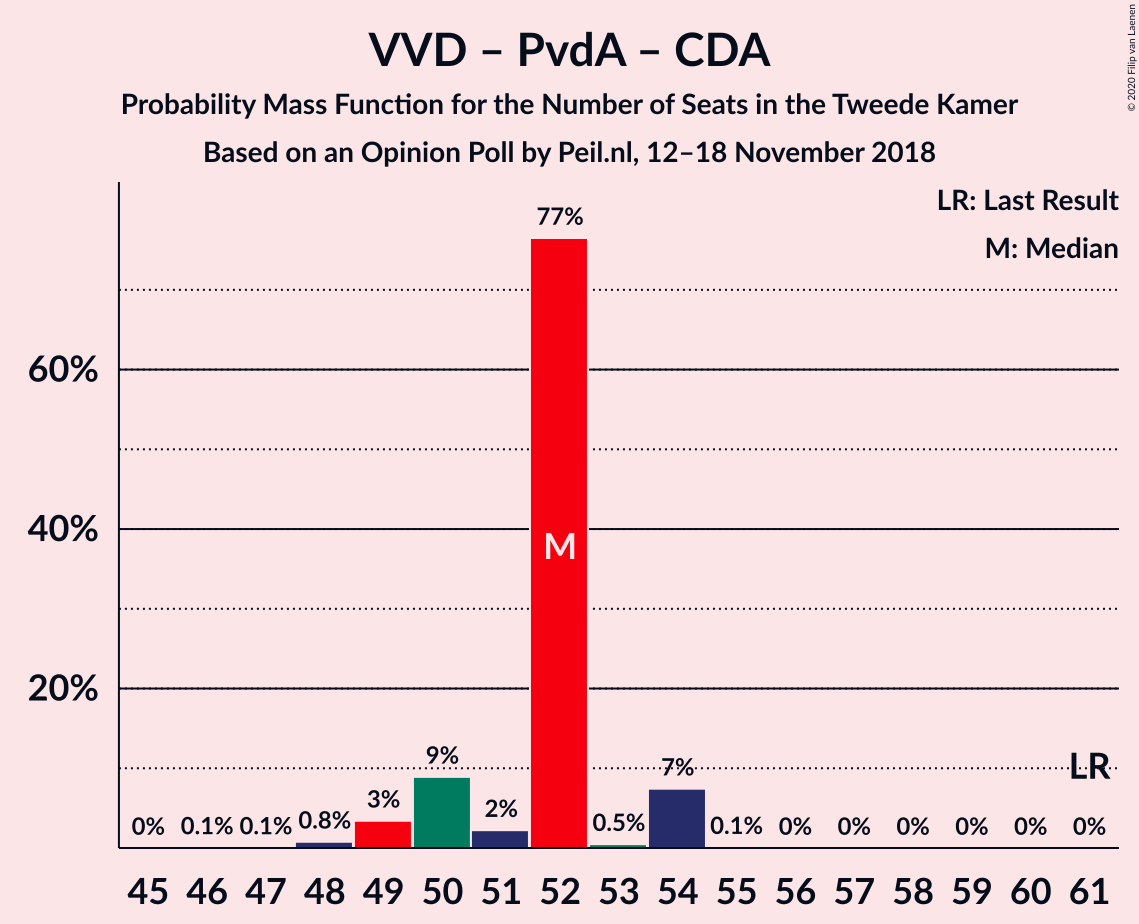 VVD – PvdA – CDA
Probability Mass Function for the Number of Seats in the Tweede Kamer
Based on an Opinion Poll by Peil.nl, 12–18 November 2018
© 2020 Filip van Laenen
LR: Last Result
M: Median
77%
60%
40%
M
20%
9%
7%
LR
0% 0.1% 0.1% 0.8% 3% 2% 0.5% 0.1% 0% 0% 0% 0% 0% 0%
45 46 47 48 49 50 51 52 53 54 55 56 57 58 59 60 61